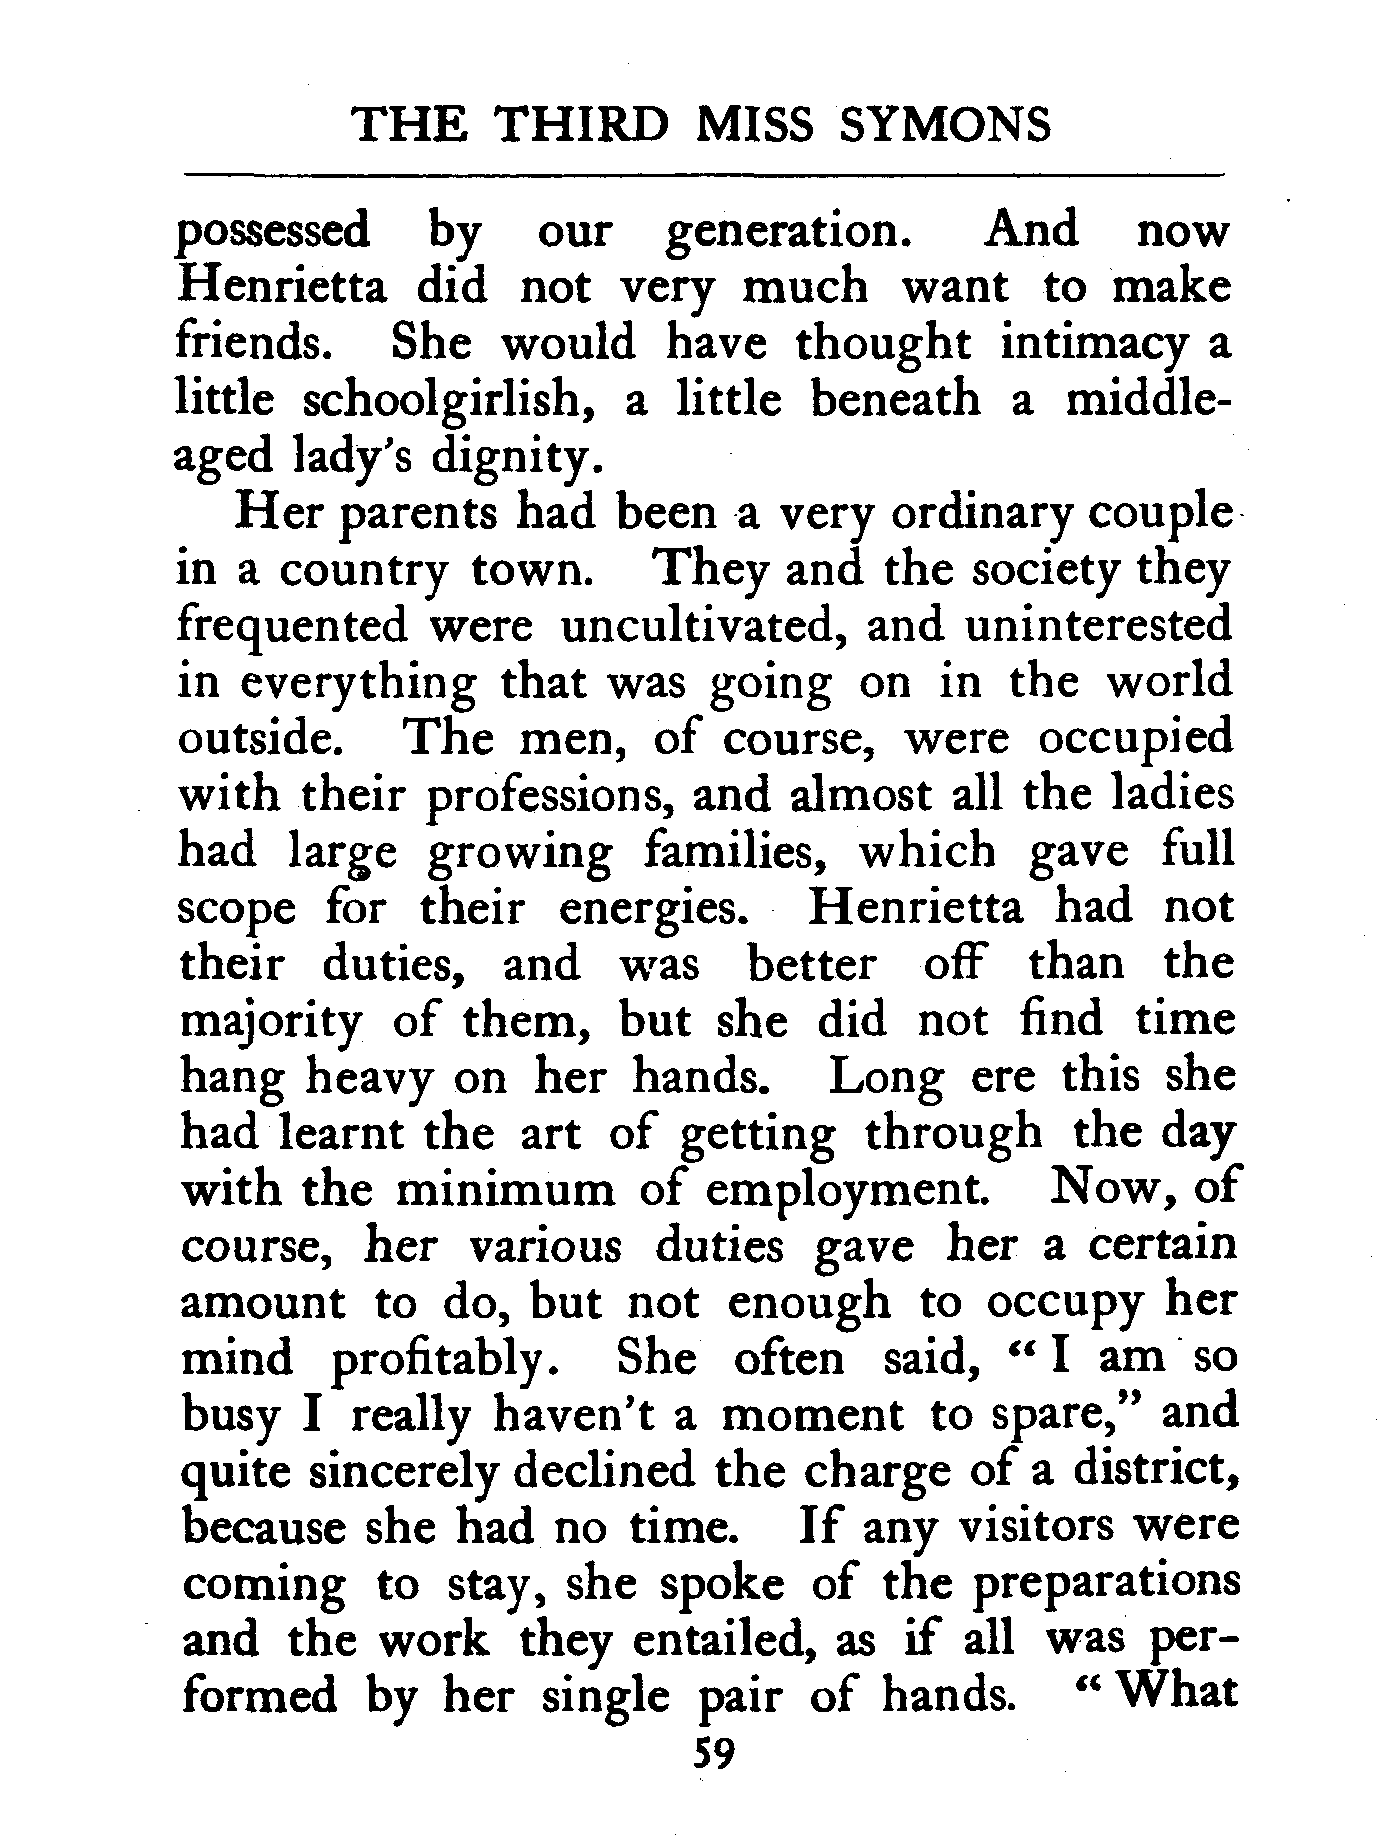 THE THIRD MISS SYMONS
possessed by our generation. And now
Henrietta did not very much want to make
friends. She would have thought intimacy a
little schoolgirlish, a little beneath a middle-
aged lady's dignity.
Her parents had been a very ordinary couple
in a country town. They and the society they
frequented were uncultivated, and uninterested
in everything that was going on in the world
outside. The men, of course, were occupied
with their professions, and almost all the ladies
had large growing families, which gave full
scope for their energies. Henrietta had not
their duties, and was better off than the
majority of them, but she did not find time
hang heavy on her hands. Long ere this she
had learnt the art of getting through the day
with the minimum of employment. Now, of
course, her various duties gave her a certain
amount to do, but not enough to occupy her
mind profitably. She often said, “ I am so
busy I really haven't a moment to spare,” and
quite sincerely declined the charge of a district,
because she had no time. If any visitors were
coming to stay, she spoke of the preparations
and the work they entailed, as if all was per-
formed by her single pair of hands. “ What
59